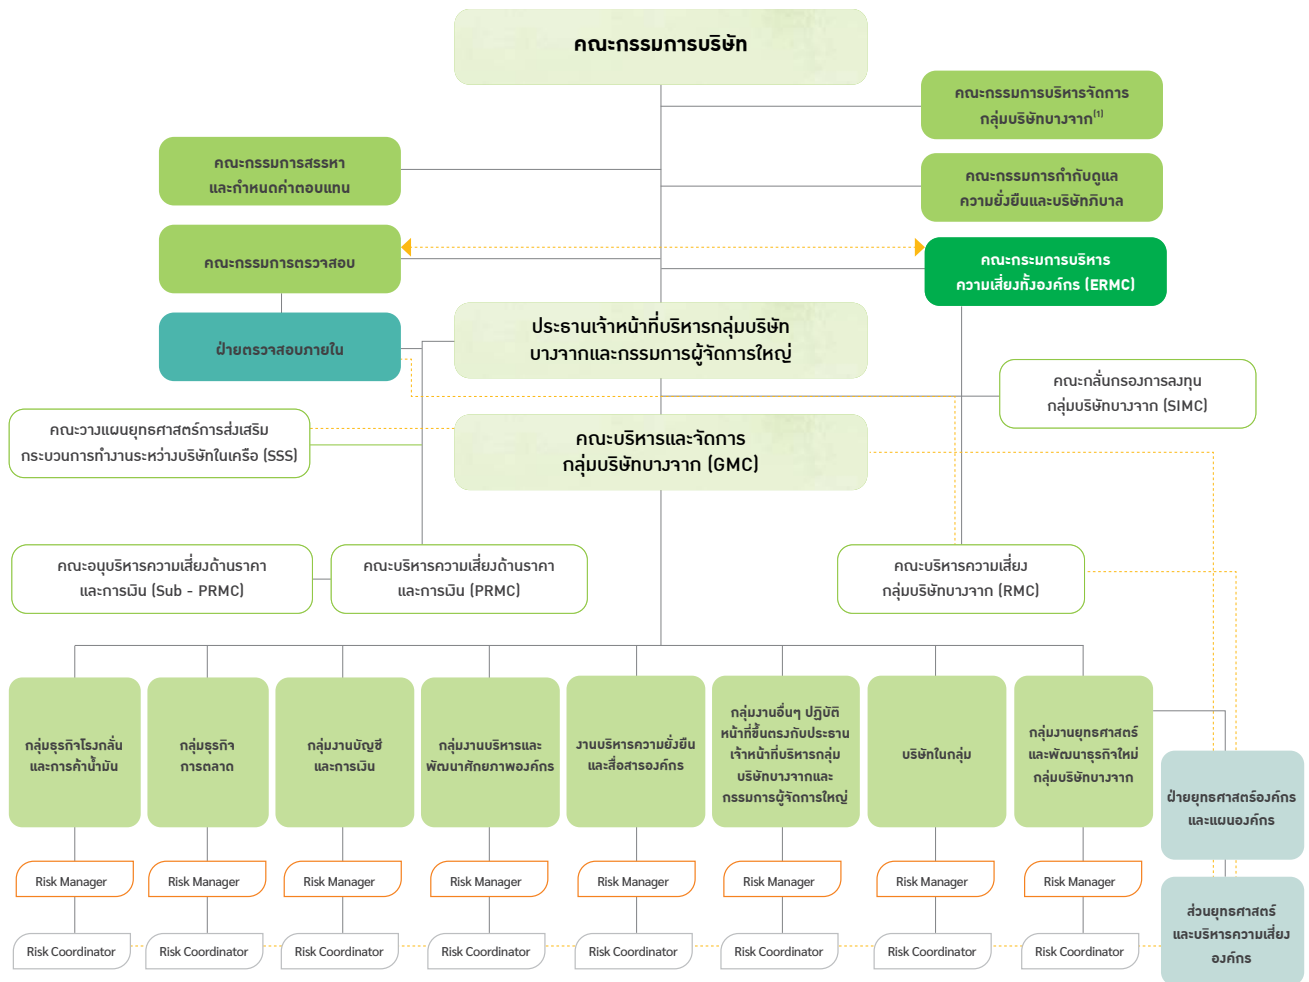 คณะกรรมการบริษัท
คณะกรรมการบริหารจัดการ
กลุ่มบริษัทบางจาก(1)
คณะกรรมการสรรหา
และกำหนดค่าตอบแทน
คณะกรรมการกำกับดูแล
ความยั่งยืนและบริษัทภิบาล
คณะกรรมการตรวจสอบ
คณะกระมการบริหาร
ความเสี่ยงทั้งองค์กร (ERMC)
ฝ่ายตรวจสอบภายใน
ประธานเจ้าหน้าที่บริหารกลุ่มบริษัท
บางจากและกรรมการผู้จัดการใหญ่
คณะกลั่นกรองการลงทุน
กลุ่มบริษัทบางจาก (SIMC)
คณะวางแผนยุทธศาสตร์การส่งเสริม
กระบวนการทำงานระหว่างบริษัทในเครือ (SSS)
คณะบริหารและจัดการ
กลุ่มบริษัทบางจาก (GMC)
คณะอนุบริหารความเสี่ยงด้านราคา
และการเงิน (Sub - PRMC)
คณะบริหารความเสี่ยงด้านราคา
และการเงิน (PRMC)
คณะบริหารความเสี่ยง
กลุ่มบริษัทบางจาก (RMC)
กลุ่มธุรกิจโรงกลั่น
และการค้าน้ำมัน
กลุ่มธุรกิจ
การตลาด
กลุ่มงานบัญชี
และการเงิน
กลุ่มงานบริหารและ
พัฒนาศักยภาพองค์กร
งานบริหารความยั่งยืน
และสื่อสารองค์กร
กลุ่มงานอื่นๆ ปฏิบัติ
หน้าที่ขึ้นตรงกับประธาน
เจ้าหน้าที่บริหารกลุ่ม
บริษัทบางจากและ
กรรมการผู้จัดการใหญ่
บริษัทในกลุ่ม
กลุ่มงานยุทธศาสตร์
และพัฒนาธุรกิจใหม่
กลุ่มบริษัทบางจาก
ฝ่ายยุทธศาสตร์องค์กร
และแผนองค์กร
Risk Manager
Risk Manager
Risk Manager
Risk Manager
Risk Manager
Risk Manager
Risk Manager
Risk Manager
ส่วนยุทธศาสตร์
และบริหารความเสี่ยง
องค์กร
Risk Coordinator
Risk Coordinator
Risk Coordinator
Risk Coordinator
Risk Coordinator
Risk Coordinator
Risk Coordinator
Risk Coordinator